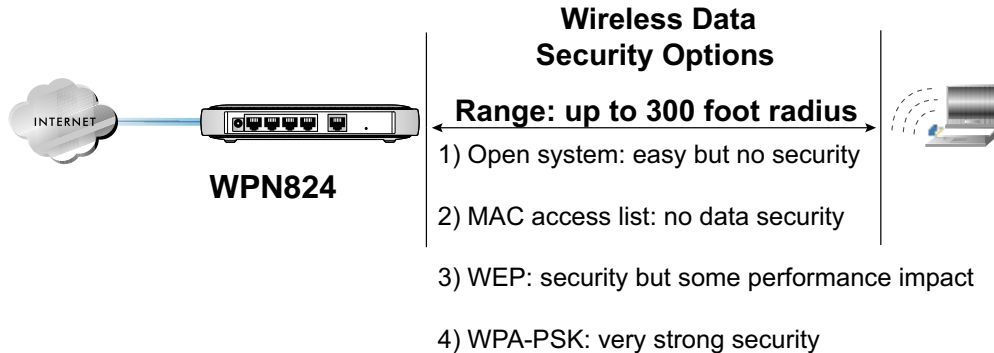 Wireless Data
Security Options
INTERNET
Range: up to 300 foot radius
1) Open system: easy but no security
WPN824
2) MAC access list: no data security
3) WEP: security but some performance impact
4) WPA-PSK: very strong security